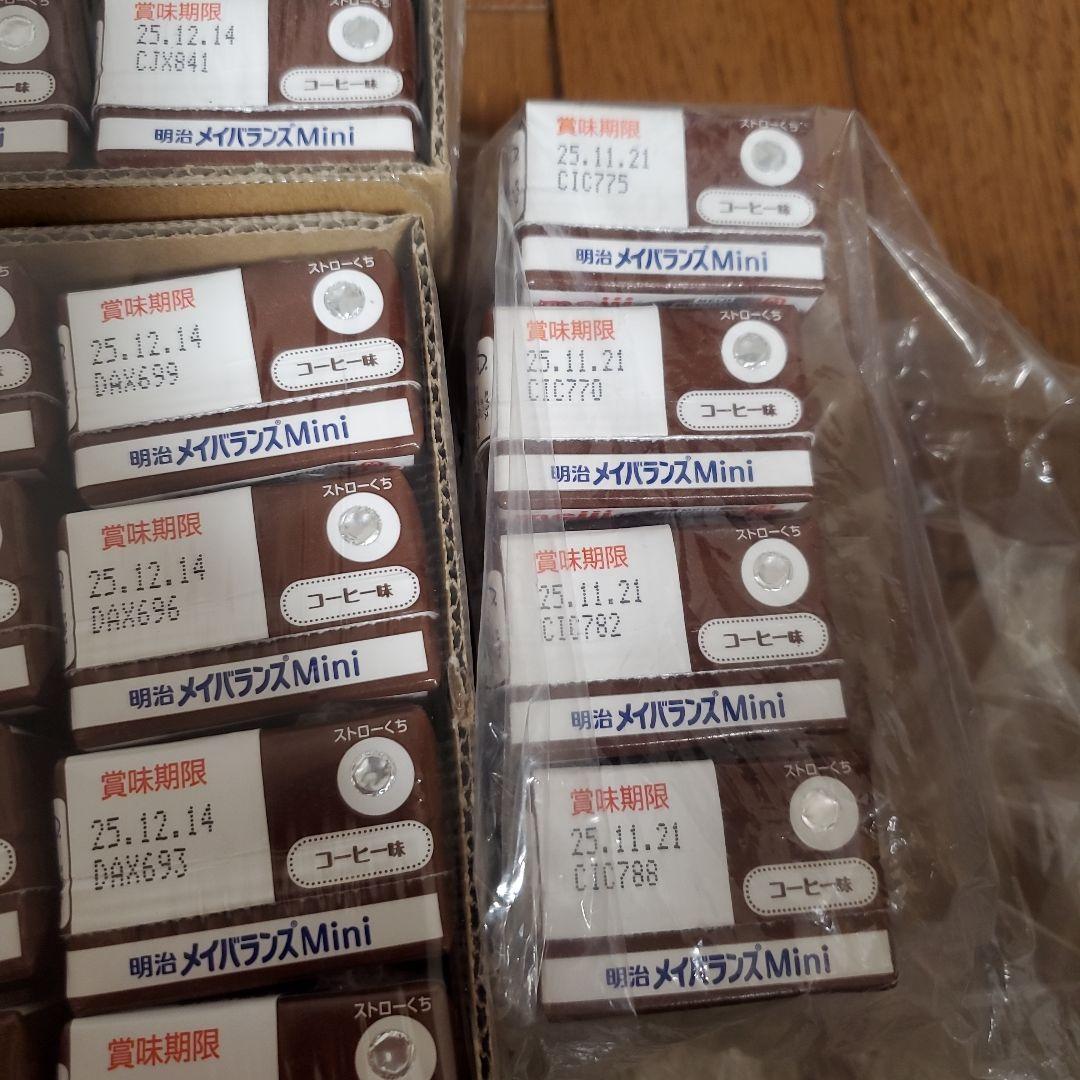 賞味期限
25.12.14
CJX841
コーヒー味
明治 メイバランスMini
賞味期限
25.12.14
DAX699
ストローくち
コーヒー味
明治 メイバランスMini
賞味期限
25.12.14
DAX696
ストローくち
コーヒー味
明治 メイバランスMini
賞味期限
25.12.14
DAX693
ストローくち
コーヒー味
明治 メイバランスMini
賞味期限
ストローくち
賞味期限
25.11.21
CIC775
ストローくち
コーヒー味
明治 メイバランスMini
賞味期限
25.11.21
CIC770
ストローくち
コーヒー味
明治 メイバランスMini
賞味期限
25.11.21
CIC782
ストローくち
コーヒー味
明治 メイバランスMini
賞味期限
25.11.21
CIC788
ストローくち
コーヒー味
明治 メイバランスMini